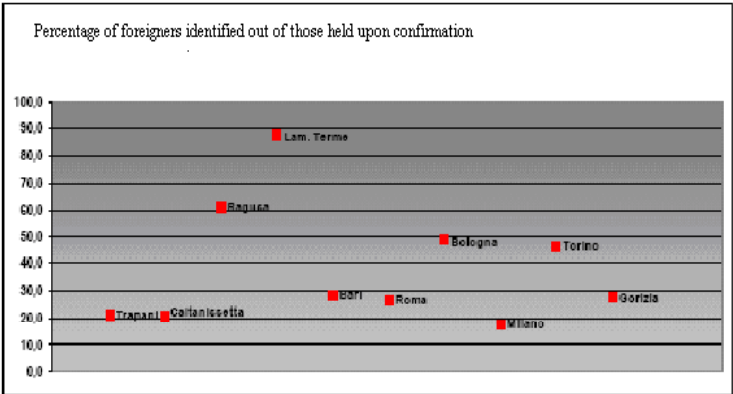 Percentage of foreigners identified out of those held upon confirmation
100,0
90,0
Lam. Terme
80,0
70,0
60,0
Ragusa
50,0
Bologna
Torino
40,0
30,0
Bari
Roma
Gorizia
20,0
Trapani
Caltanissetta
Milano
10,0
0,0